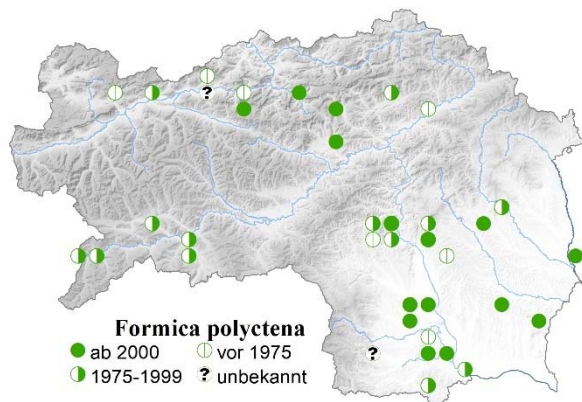 ?
?
Formica polyctena
ab 2000 vor 1975
1975-1999 ? unbekannt